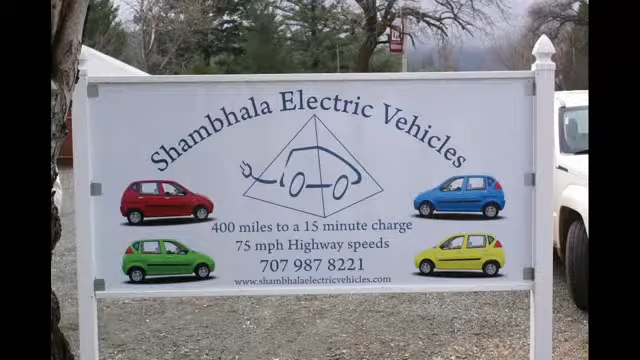 Shambhala Electric Vehicles
400 miles to a 15 minute charge
75 mph Highway speeds
707 987 8221
www.shambhalaelectricvehicles.com